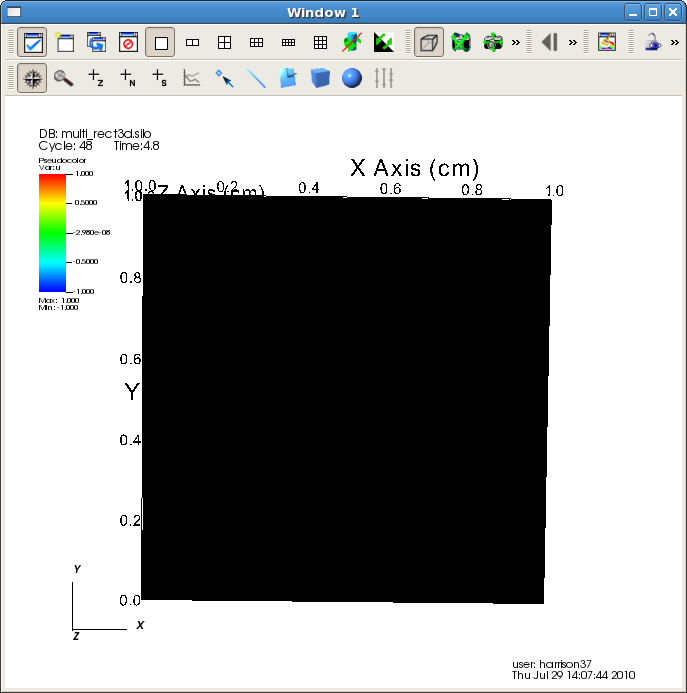 Window 1
Z
N
S
DB: multi_rect3d.silo
Cycle: 48 Time:4.8
Pseudocolor
Var: u
1.000
0.5000
-2.980e-08
-0.5000
-1.000
Max: 1.000
Min: -1.000
X Axis (cm)
0.2 0.4 0.6 0.8 1.0
Z Axis (cm)
1.0
0.8
0.6
Y
0.4
0.2
0.0
Y
X
Z
user: harrison37
Thu Jul 29 14:07:44 2010